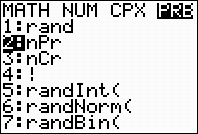 MATH NUM CPX PRB
1:rand
2:nPr
3:nCr
4:!
5:randInt(
6:randNorm(
7:randBin(